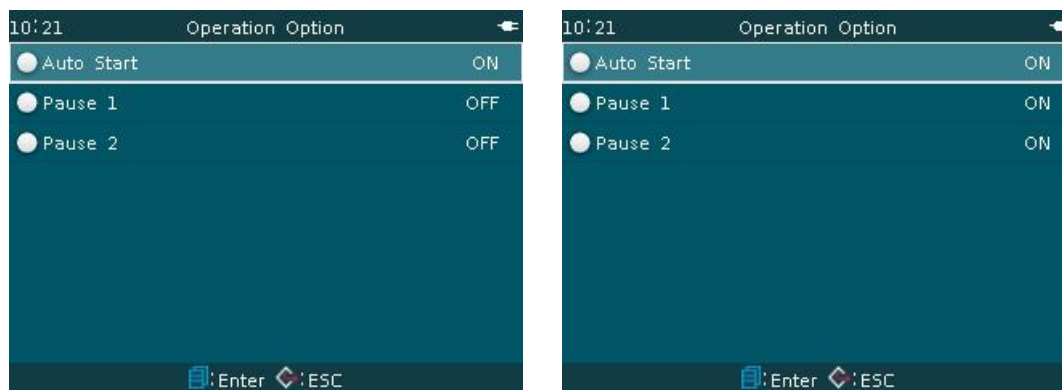 10:21 Operation Option
Auto Start ON
Pause 1 OFF
Pause 2 OFF
:Enter :ESC
10:21 Operation Option
Auto Start ON
Pause 1 ON
Pause 2 ON
:Enter :ESC